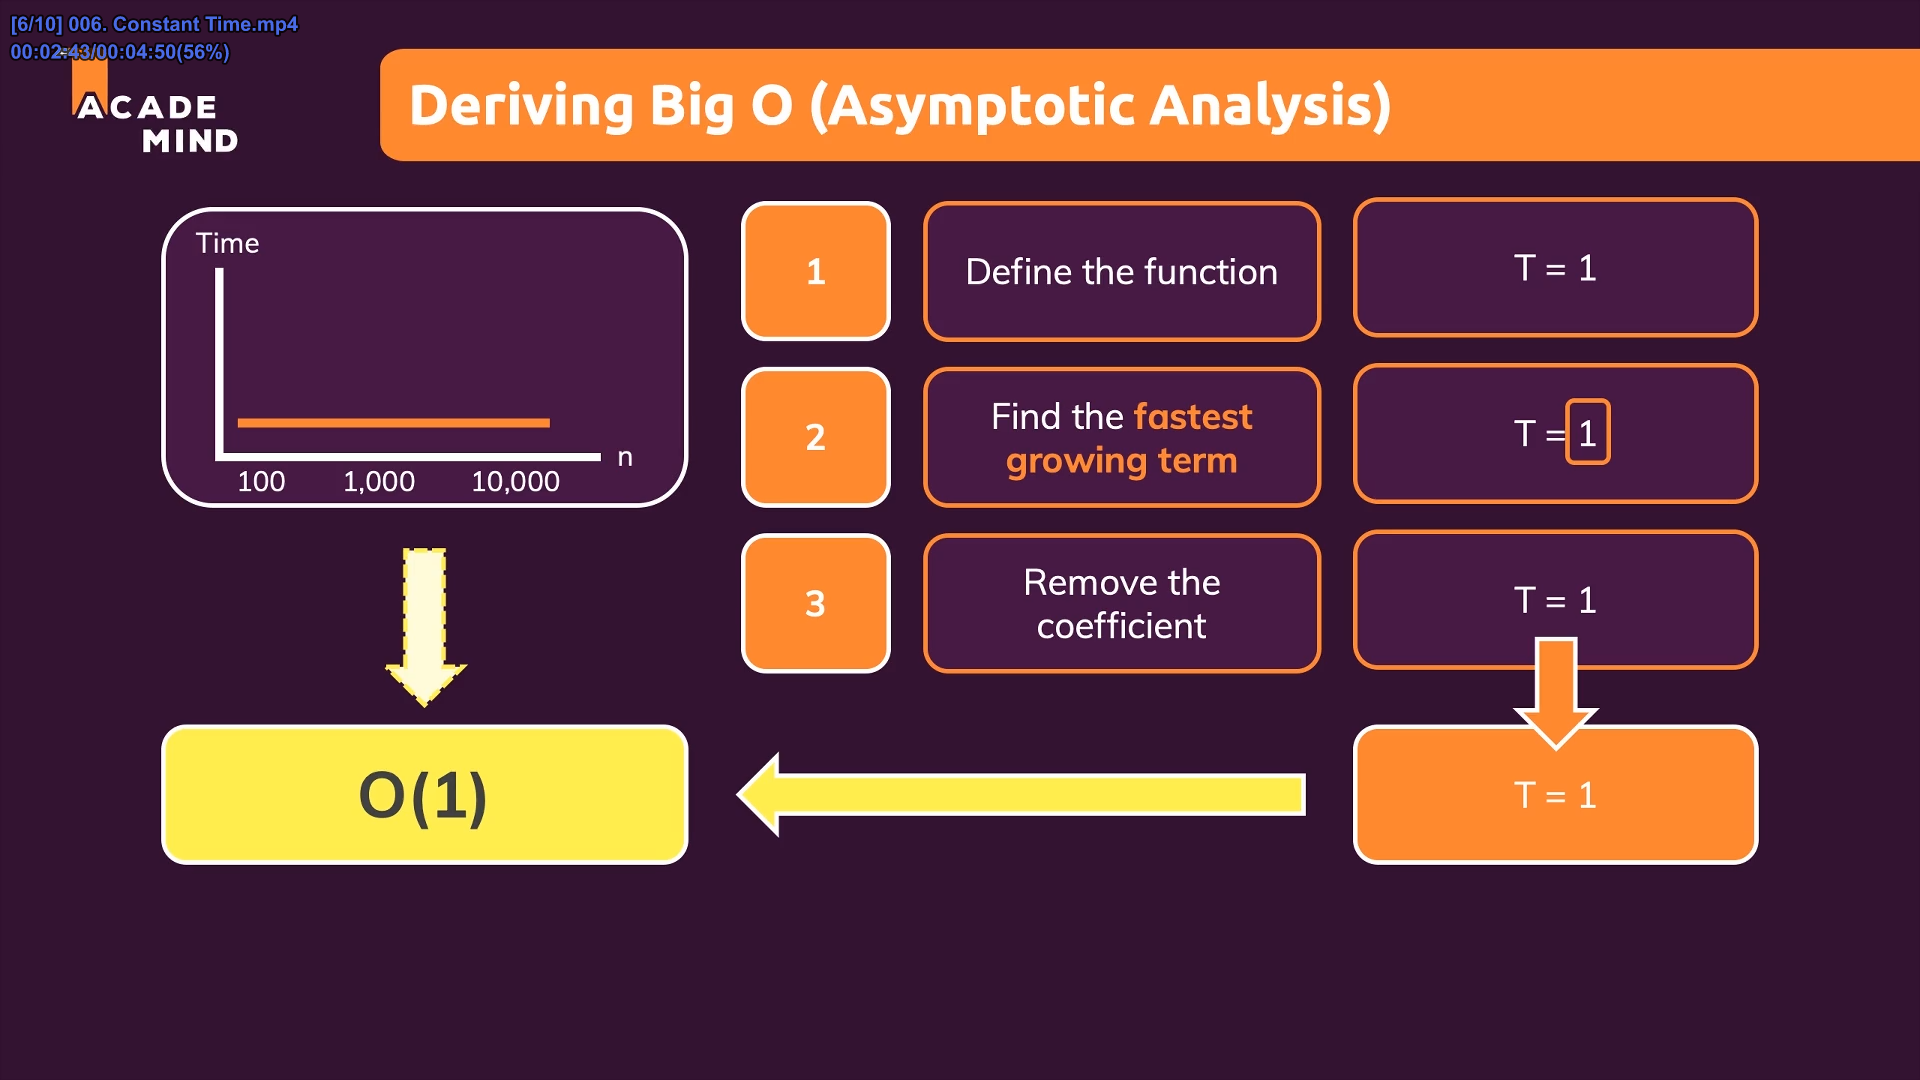 [6/10] 006. Constant Time.mp4
00:02:43/00:04:50(56%)
ACADE
MIND
Deriving Big O (Asymptotic Analysis)
Time
n
100 1,000 10,000
1
Define the function
T = 1
2
Find the fastest
growing term
T = 1
3
Remove the
coefficient
T = 1
O(1)
T = 1